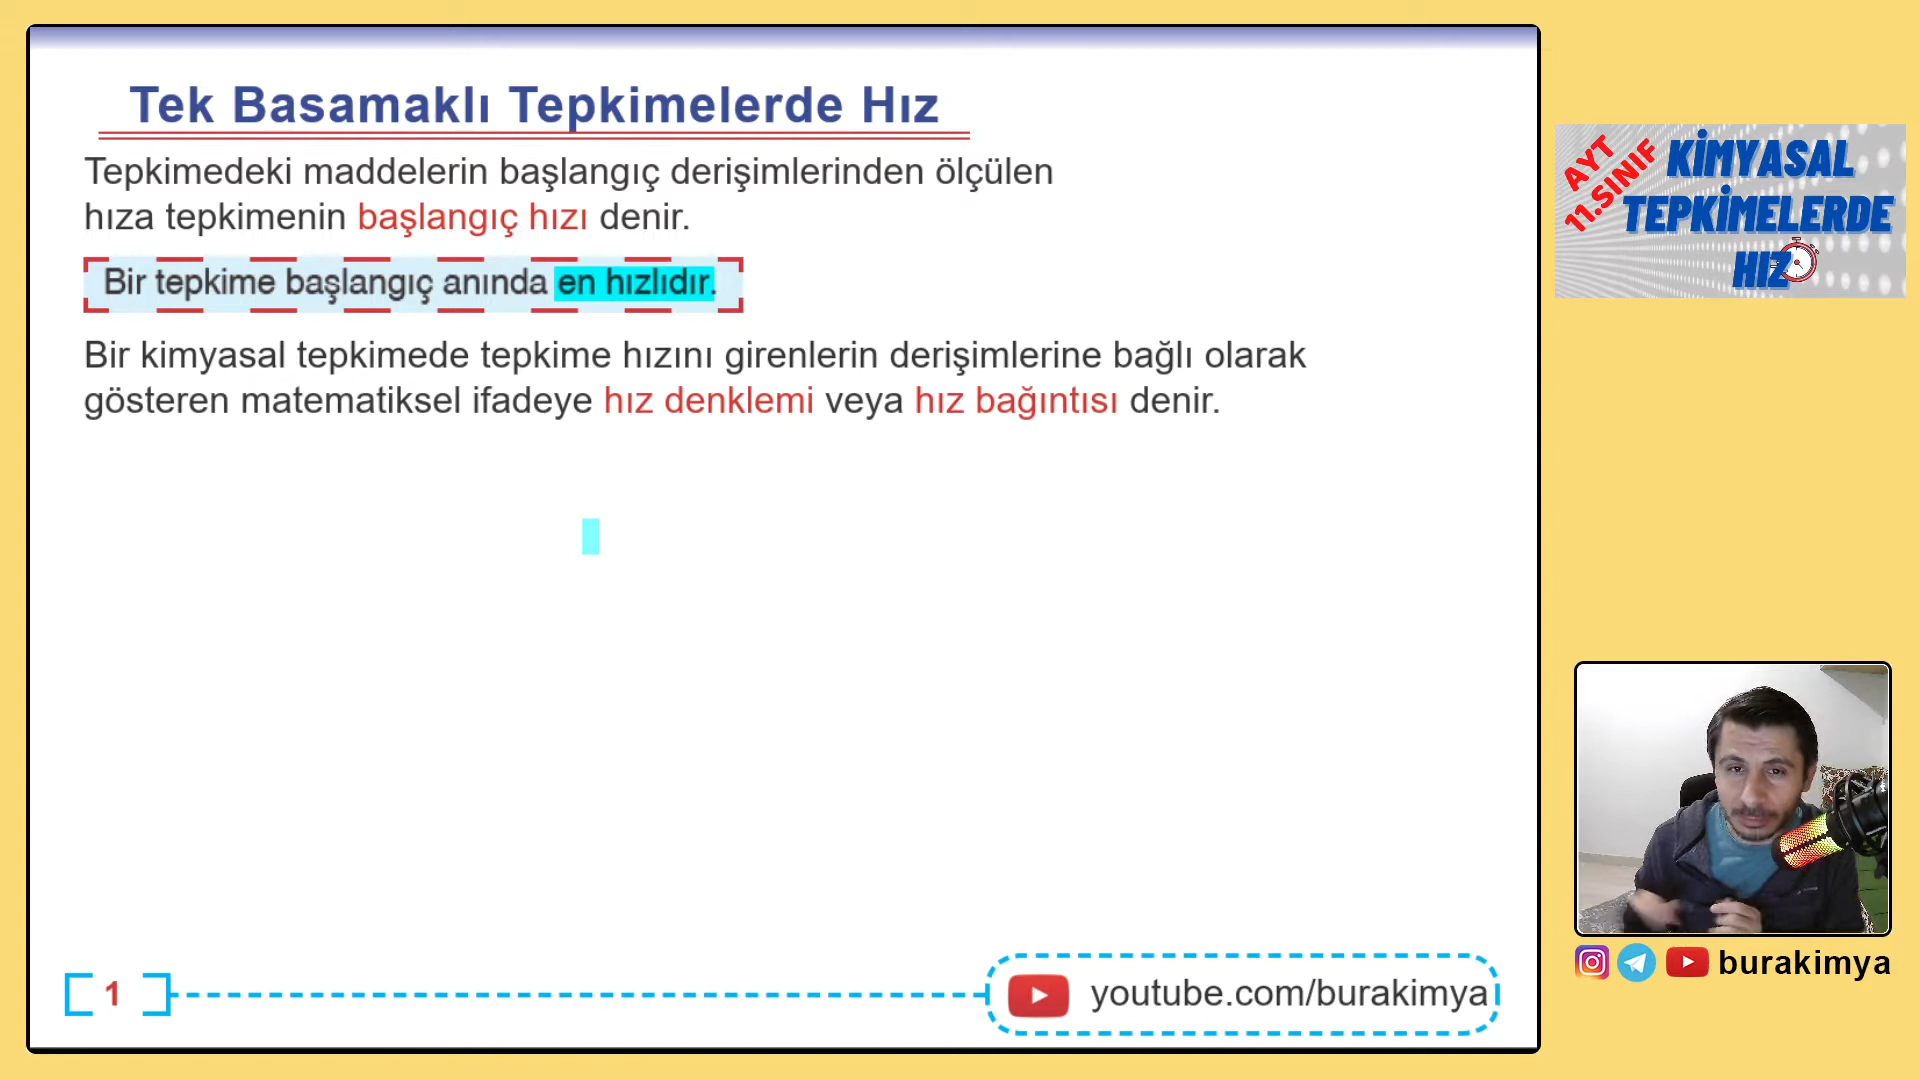 Tek Basamaklı Tepkimelerde Hız
Tepkimedeki maddelerin başlangıç derişimlerinden ölçülen
hıza tepkimenin başlangıç hızı denir.
Bir tepkime başlangıç anında en hızlıdır.
Bir kimyasal tepkimede tepkime hızını girenlerin derişimlerine bağlı olarak
gösteren matematiksel ifadeye hız denklemi veya hız bağıntısı denir.
1
youtube.com/burakimya
AYT
11.SINIF
KİMYASAL
TEPKİMELERDE
HIZ
burakimya